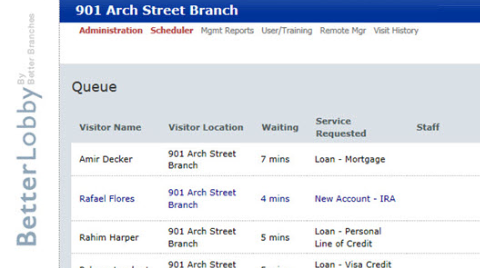 901 Arch Street Branch
Administration Scheduler Mgmt Reports User/Training Remote Mgr Visit History
BetterLobby
By
Better Branches
Queue
Visitor Name Visitor Location Waiting Service Requested Staff
Amir Decker 901 Arch Street Branch 7 mins Loan - Mortgage
Rafael Flores 901 Arch Street Branch 4 mins New Account - IRA
Rahim Harper 901 Arch Street Branch 5 mins Loan - Personal Line of Credit
901 Arch Street Loan - Visa Credit